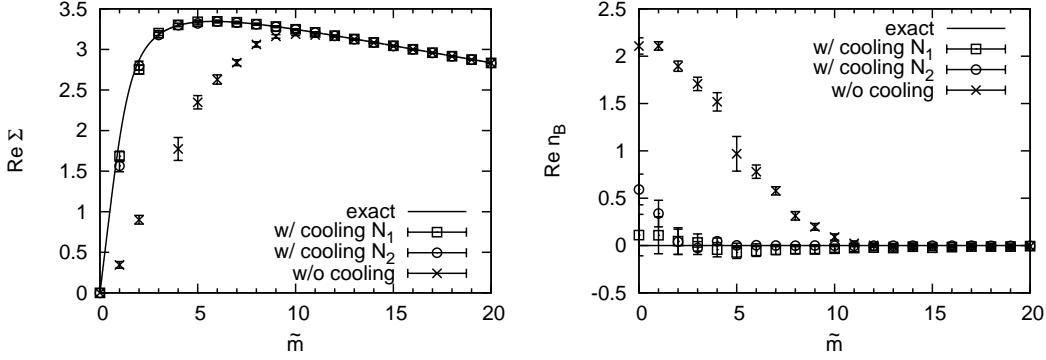 3.5
3
2.5
2
1.5
1
0.5
0
Re Σ
exact
w/ cooling N1
w/ cooling N2
w/o cooling
0 5 10 15 20
m̃
2.5
2
1.5
1
0.5
0
-0.5
Re nB
exact
w/ cooling N1
w/ cooling N2
w/o cooling
0 5 10 15 20
m̃